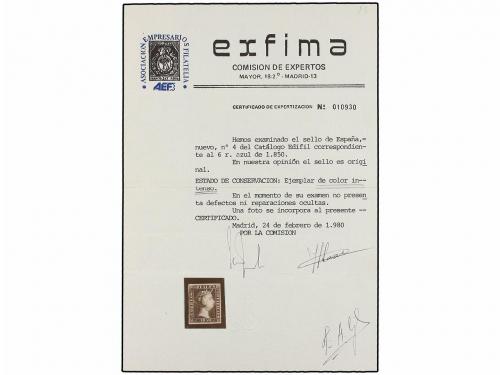 exfima
ASOCIACION EMPRESARIOS FILATELIA
AEF
COMISION DE EXPERTOS
MAYOR, 18-2.º - MADRID-13
CERTIFICADO DE EXPERTIZACION Nº 010930
Hemos examinado el sello de España,=
nuevo, nº 4 del Catálogo Edifil correspondien-
te al 6 r. azul de 1.850.
En nuestra opinión el sello es orig
nal.
ESTADO DE CONSERVACION: Ejemplar de color in-
tenso.
En el momento de su examen no presen
ta defectos ni reparaciones ocultas.
Una foto se incorpora al presente --
CERTIFICADO.
Madrid, 24 de febrero de 1.980
POR LA COMISION